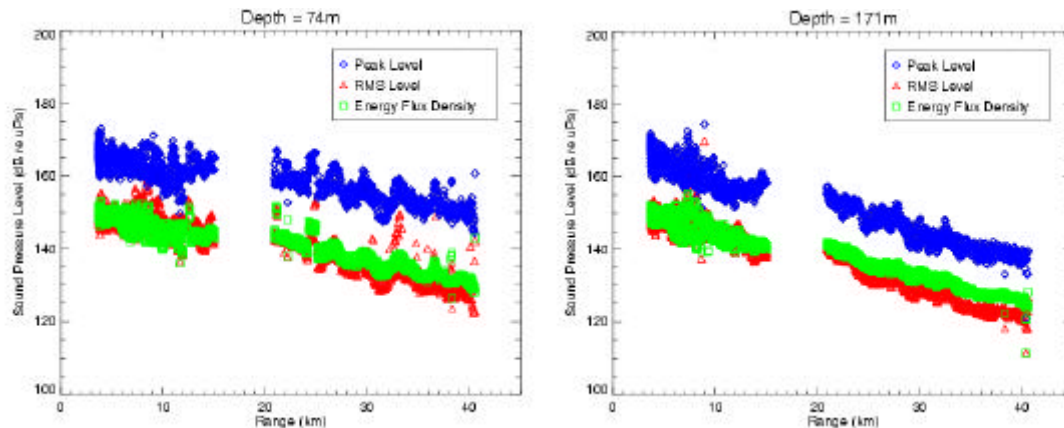 Depth = 74m
Sound Pressure Level (dB re uPa)
200
180
160
140
120
100
Peak Level
RMS Level
Energy Flux Density
0 10 20 30 40
Range (km)
Depth = 171m
Sound Pressure Level (dB re uPa)
200
180
160
140
120
100
Peak Level
RMS Level
Energy Flux Density
0 10 20 30 40
Range (km)